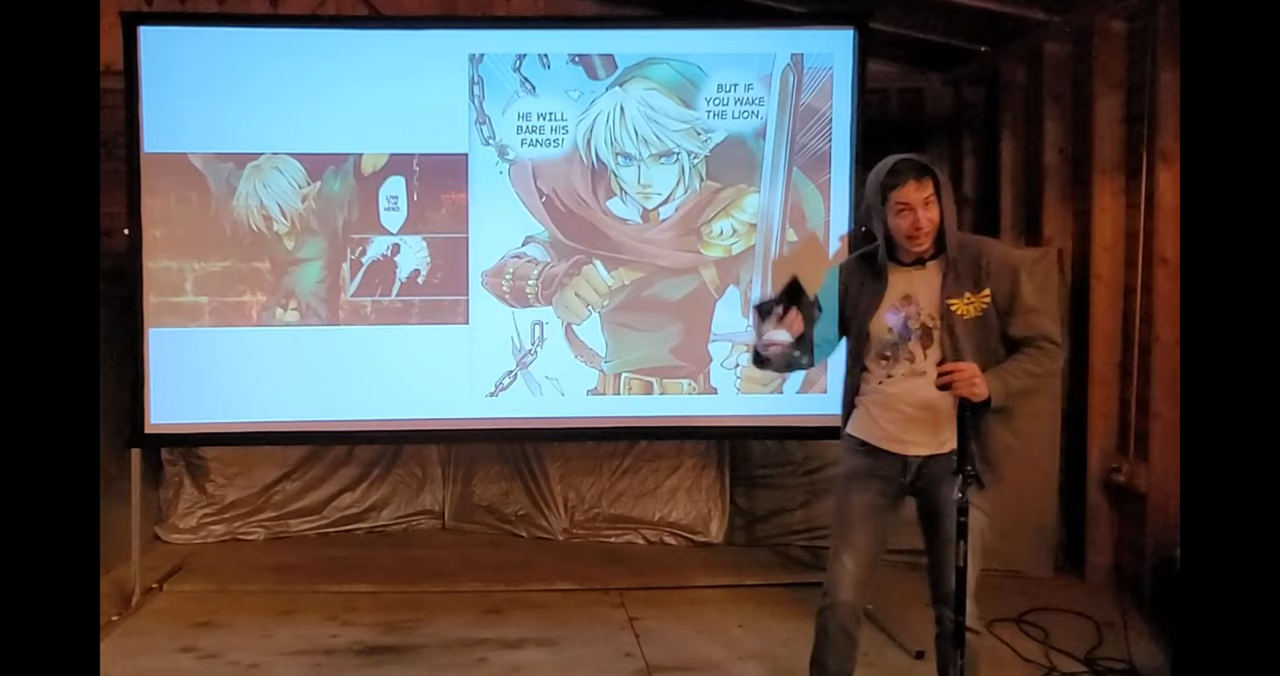 BUT IF
YOU WAKE
THE LION,
HE WILL
BARE HIS
FANGS!